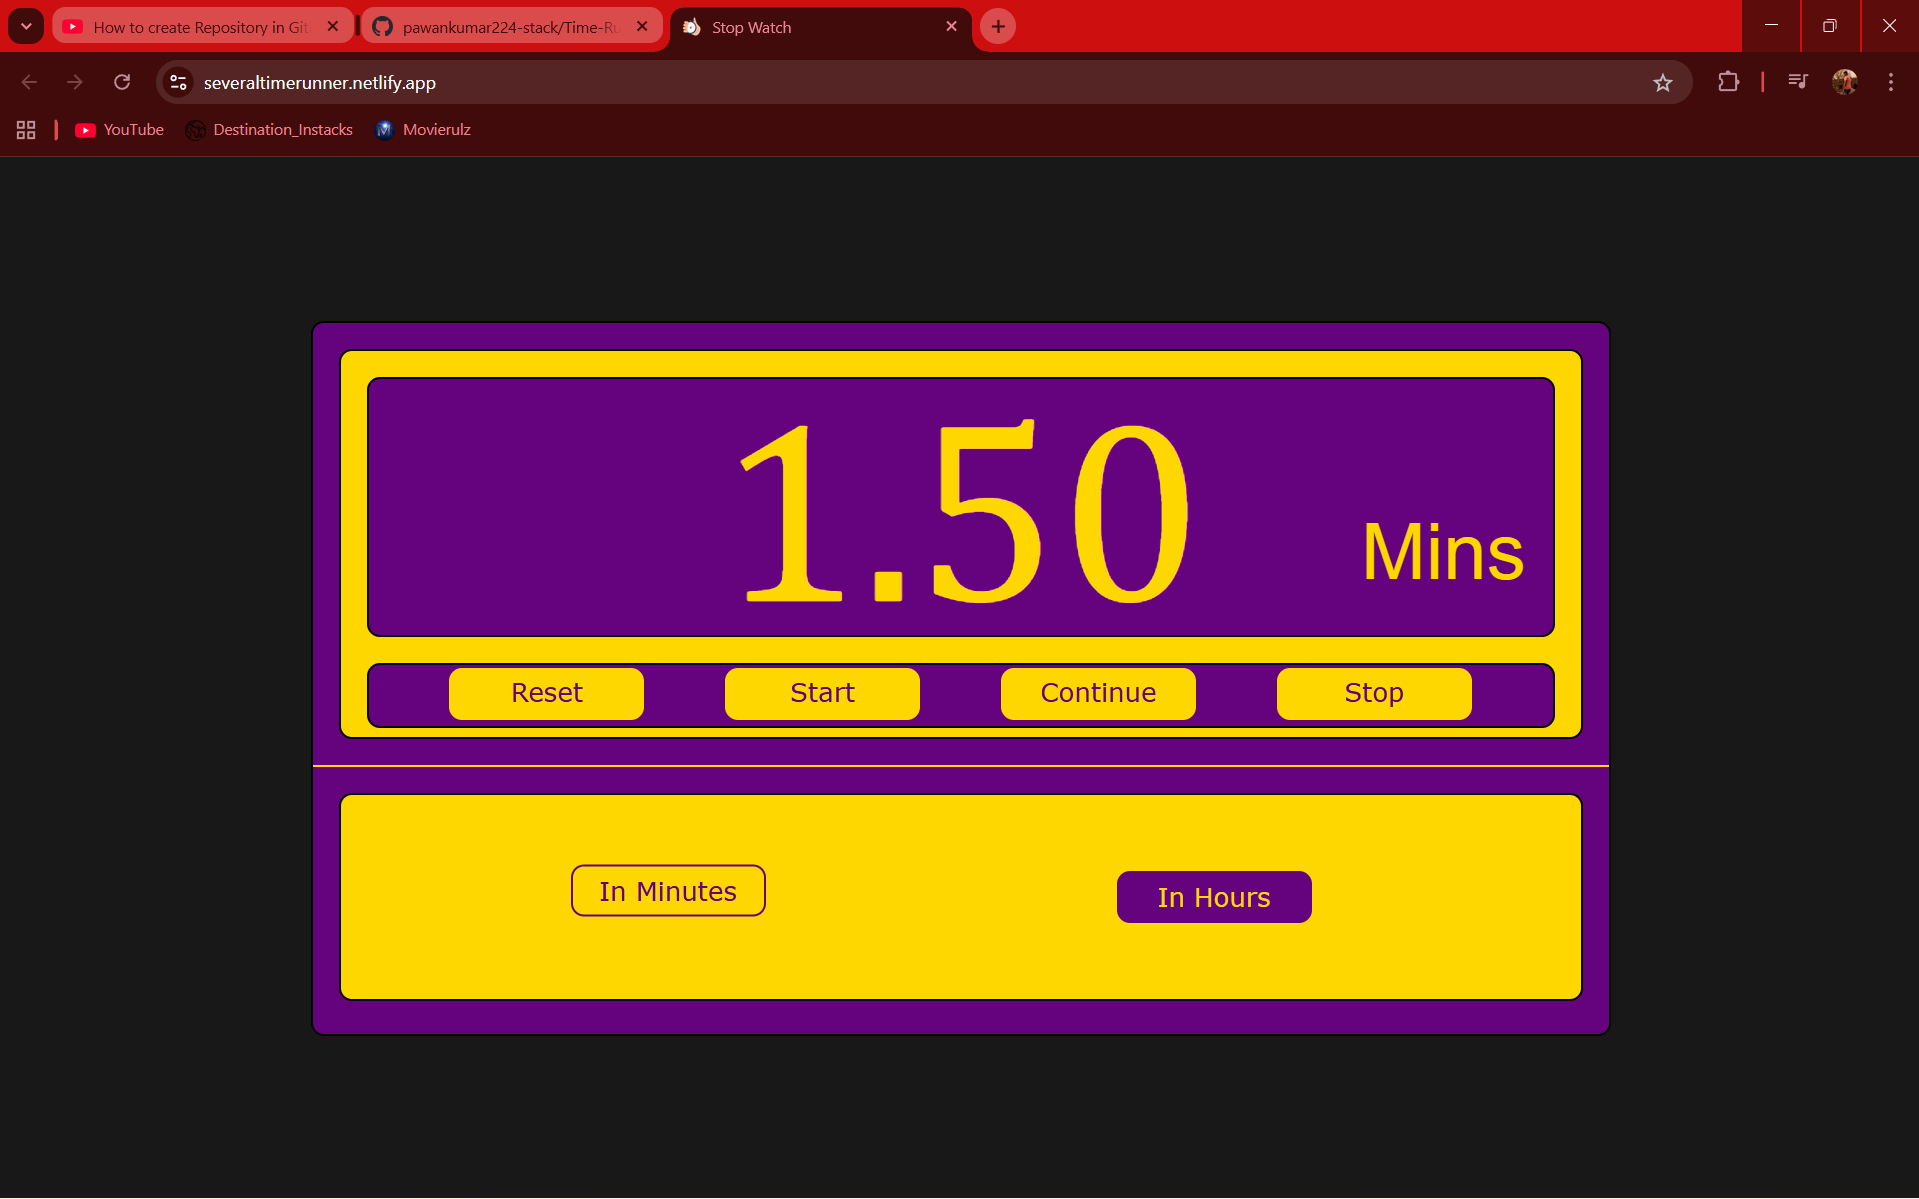 How to create Repository in Git
pawankumar224-stack/Time-Ru
Stop Watch
severaltimerunner.netlify.app
YouTube
Destination_Instacks
Movierulz
1.50
Mins
Reset
Start
Continue
Stop
In Minutes
In Hours